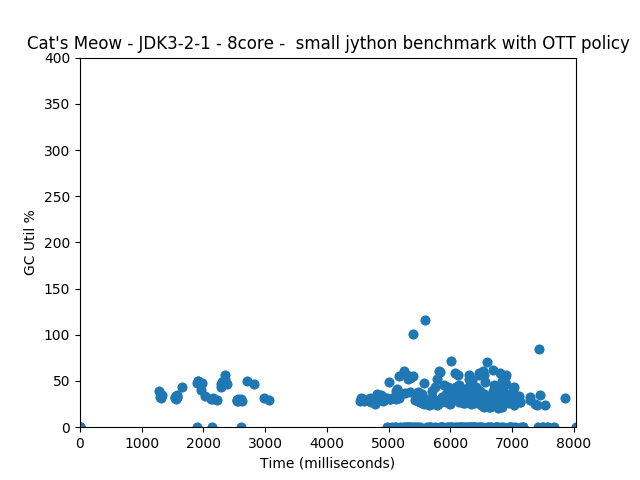 Cat's Meow - JDK3-2-1 - 8core -  small jython benchmark with OTT policy
400
350
300
250
200
150
100
50
0
GC Util %
0 1000 2000 3000 4000 5000 6000 7000 8000
Time (milliseconds)